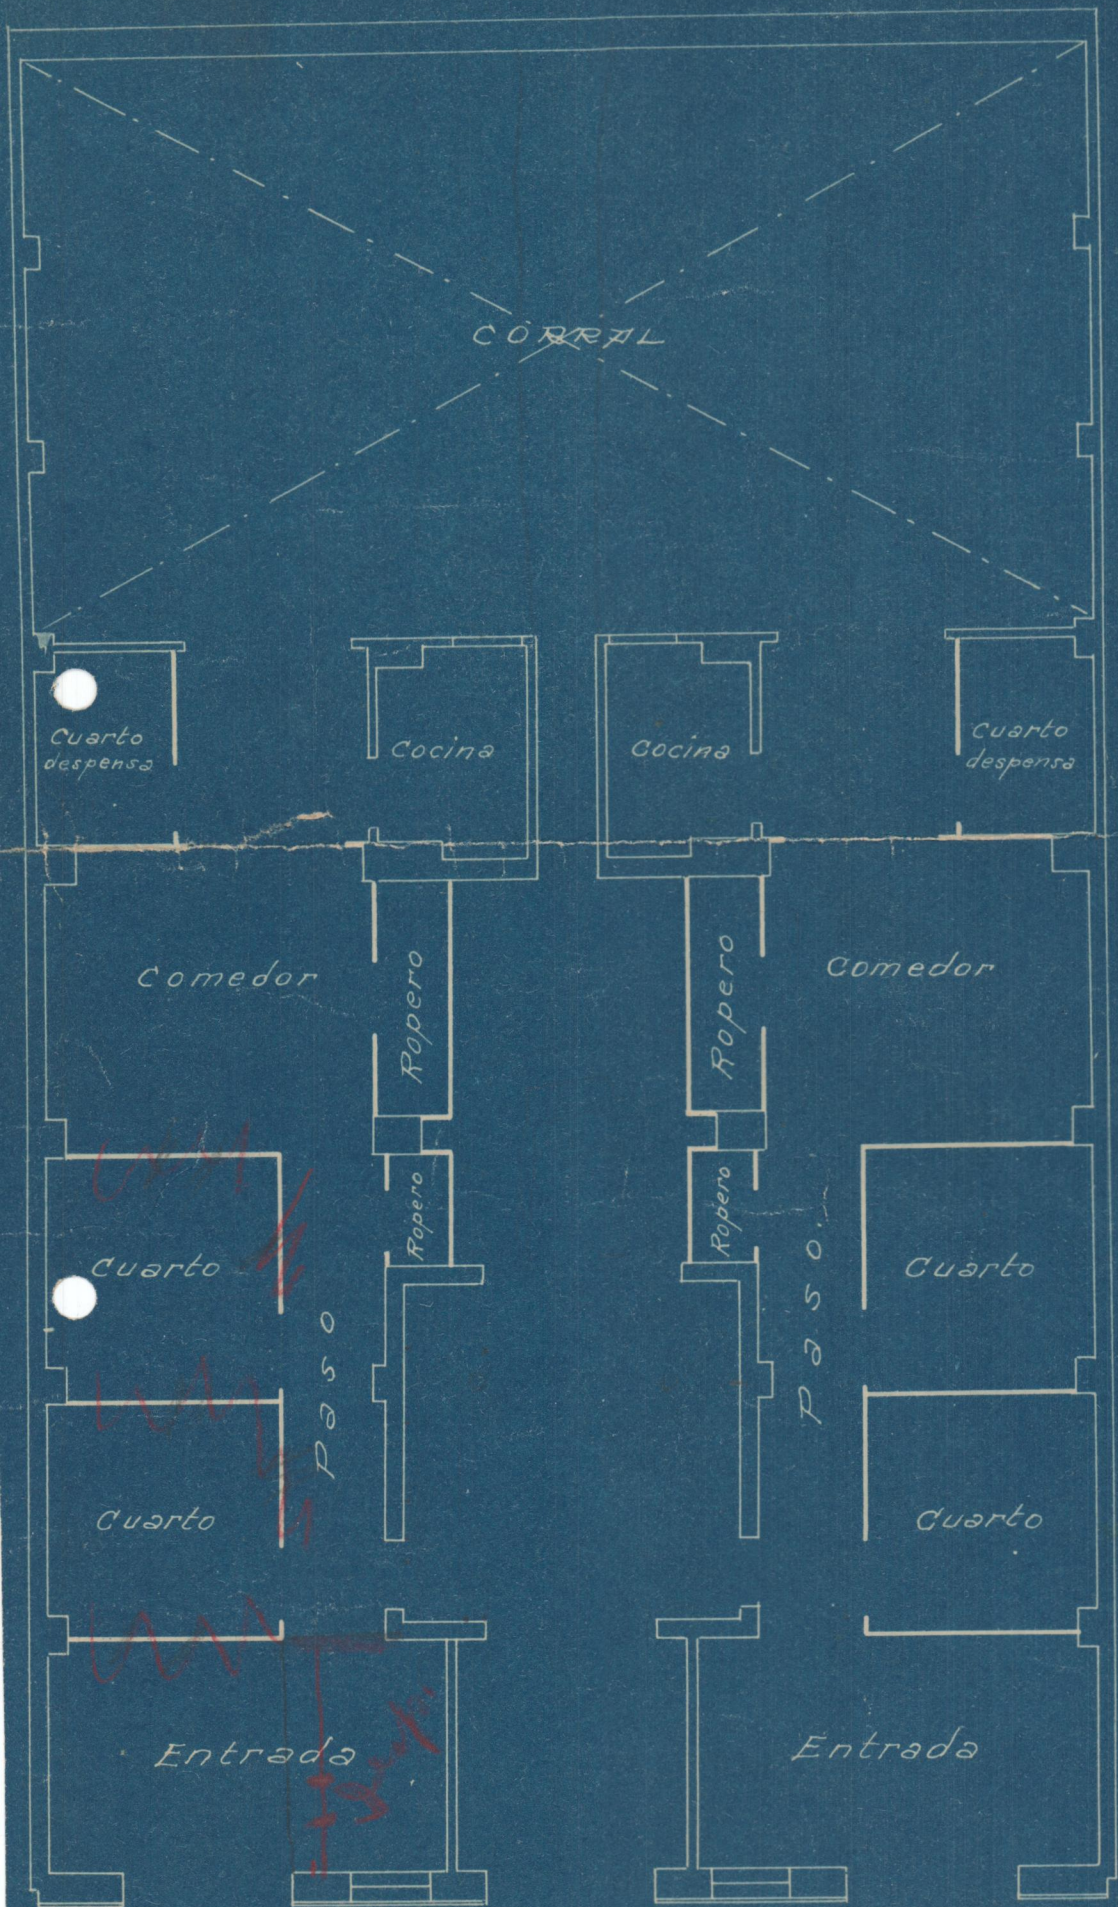 CORRAL
Cuarto
despensa
Cocina
Cocina
Cuarto
despensa
Comedor
Ropero
Ropero
Comedor
Ropero
Ropero
Cuarto
Paso
Paso.
Cuarto
Cuarto
Cuarto
Entrada
Entrada